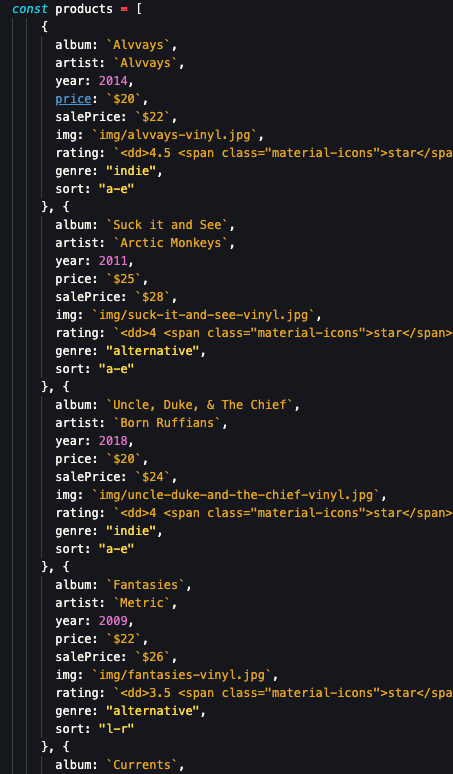 const products = [
{
album: `Alvvays`,
artist: `Alvvays`,
year: 2014,
price: `$20`,
salePrice: `$22`,
img: `img/alvvays-vinyl.jpg`,
rating: `<dd>4.5 <span class="material-icons">star</spa
genre: "indie",
sort: "a-e"
}, {
album: `Suck it and See`,
artist: `Arctic Monkeys`,
year: 2011,
price: `$25`,
salePrice: `$28`,
img: `img/suck-it-and-see-vinyl.jpg`,
rating: `<dd>4 <span class="material-icons">star</span>
genre: "alternative",
sort: "a-e"
}, {
album: `Uncle, Duke, & The Chief`,
artist: `Born Ruffians`,
year: 2018,
price: `$20`,
salePrice: `$24`,
img: `img/uncle-duke-and-the-chief-vinyl.jpg`,
rating: `<dd>4 <span class="material-icons">star</span>
genre: "indie",
sort: "a-e"
}, {
album: `Fantasies`,
artist: `Metric`,
year: 2009,
price: `$22`,
salePrice: `$26`,
img: `img/fantasies-vinyl.jpg`,
rating: `<dd>3.5 <span class="material-icons">star</spa
genre: "alternative",
sort: "l-r"
}, {
album: `Currents`,